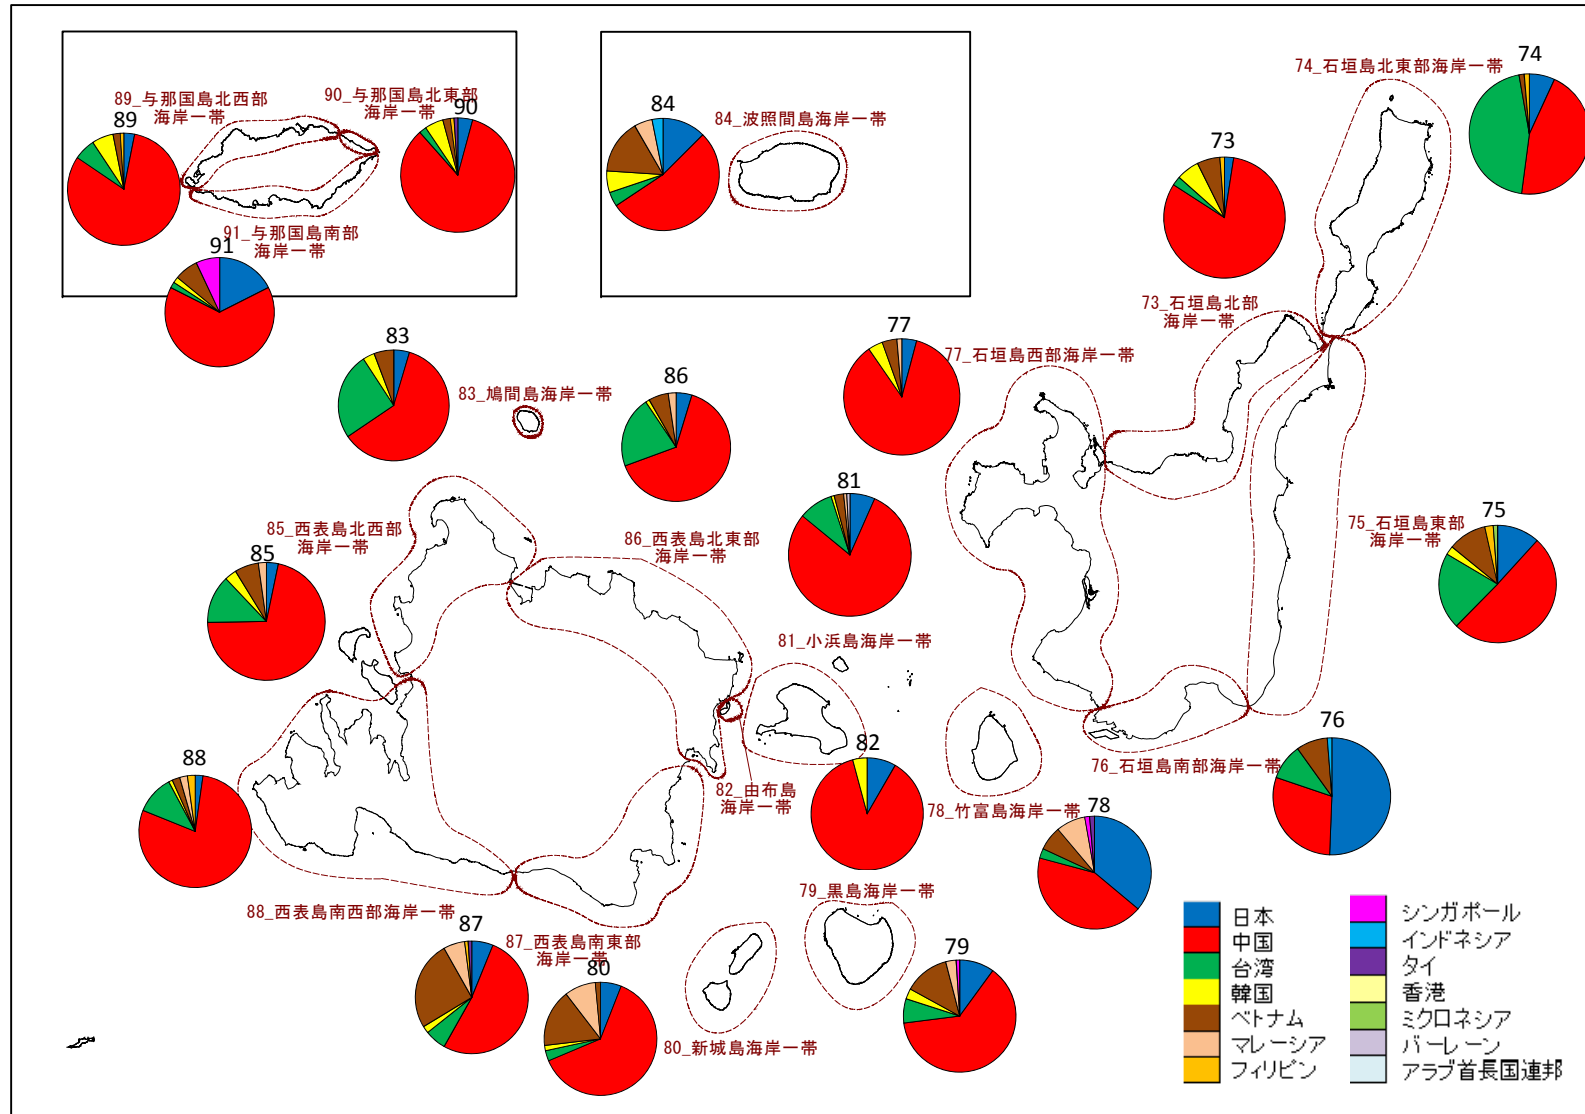 89_与那国島北西部
海岸一帯
89
90_与那国島北東部
海岸一帯
90
91_与那国島南部
海岸一帯
91
84
84_波照間島海岸一帯
74_石垣島北東部海岸一帯
74
73
73_石垣島北部
海岸一帯
83
83_鳩間島海岸一帯
86
86_西表島北東部
海岸一帯
77
77_石垣島西部海岸一帯
81
81_小浜島海岸一帯
75_石垣島東部
海岸一帯
75
85_西表島北西部
海岸一帯
85
76
76_石垣島南部海岸一帯
82_由布島
海岸一帯
82
78_竹富島海岸一帯
78
88
88_西表島南西部海岸一帯
87
87_西表島南東部
海岸一帯
80
80_新城島海岸一帯
79_黒島海岸一帯
79
日本
中国
台湾
韓国
ベトナム
マレーシア
フィリピン
シンガポール
インドネシア
タイ
香港
ミクロネシア
バーレーン
アラブ首長国連邦